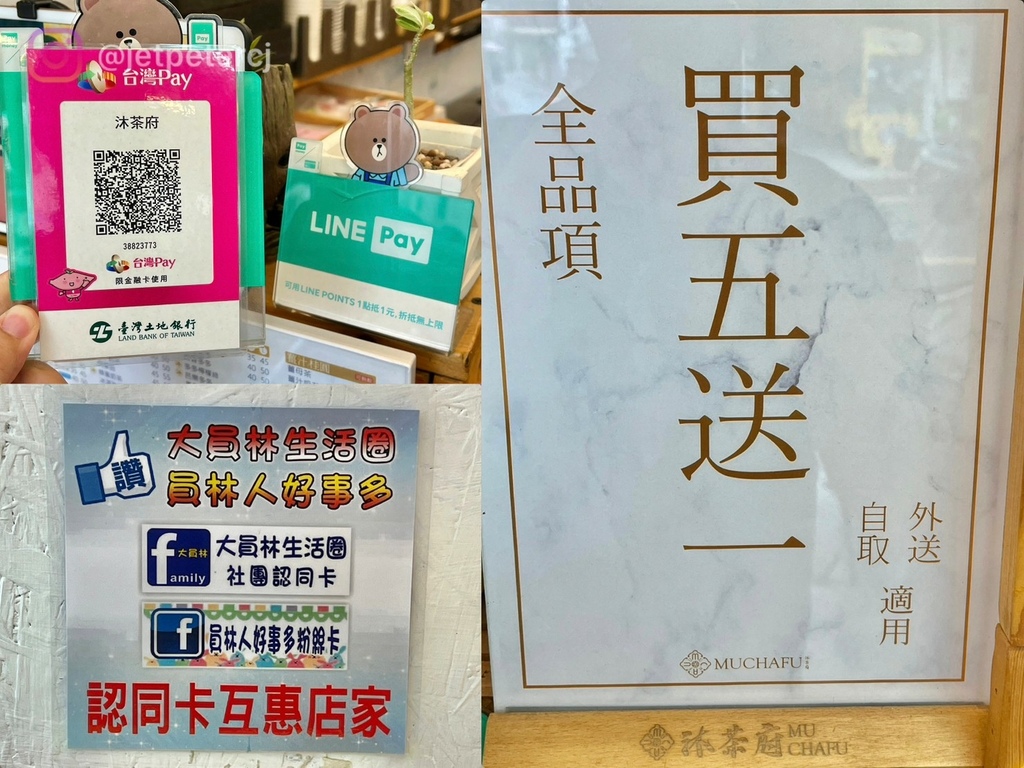 @jetpeterej
台灣Pay
沐茶府
38823773
台灣Pay
限金融卡使用
臺灣土地銀行
LAND BANK OF TAIWAN
LINE Pay
可用LINE POINTS 1點抵1元, 折抵無上限
讚
大員林生活圈
員林人好事多
f 大員林
amily
大員林生活圈
社團認同卡
f
員林人好事多粉絲卡
認同卡互惠店家
全品項
買五送一
外送
自取
適用
MUCHAFU
沐茶府
MU
CHAFU